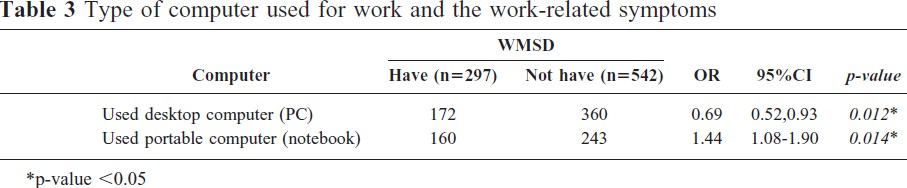 Table 3 Type of computer used for work and the work-related symptoms
WMSD
Computer Have (n=297) Not have (n=542) OR 95%CI p-value
Used desktop computer (PC) 172 360 0.69 0.52,0.93 0.012*
Used portable computer (notebook) 160 243 1.44 1.08-1.90 0.014*
*p-value <0.05